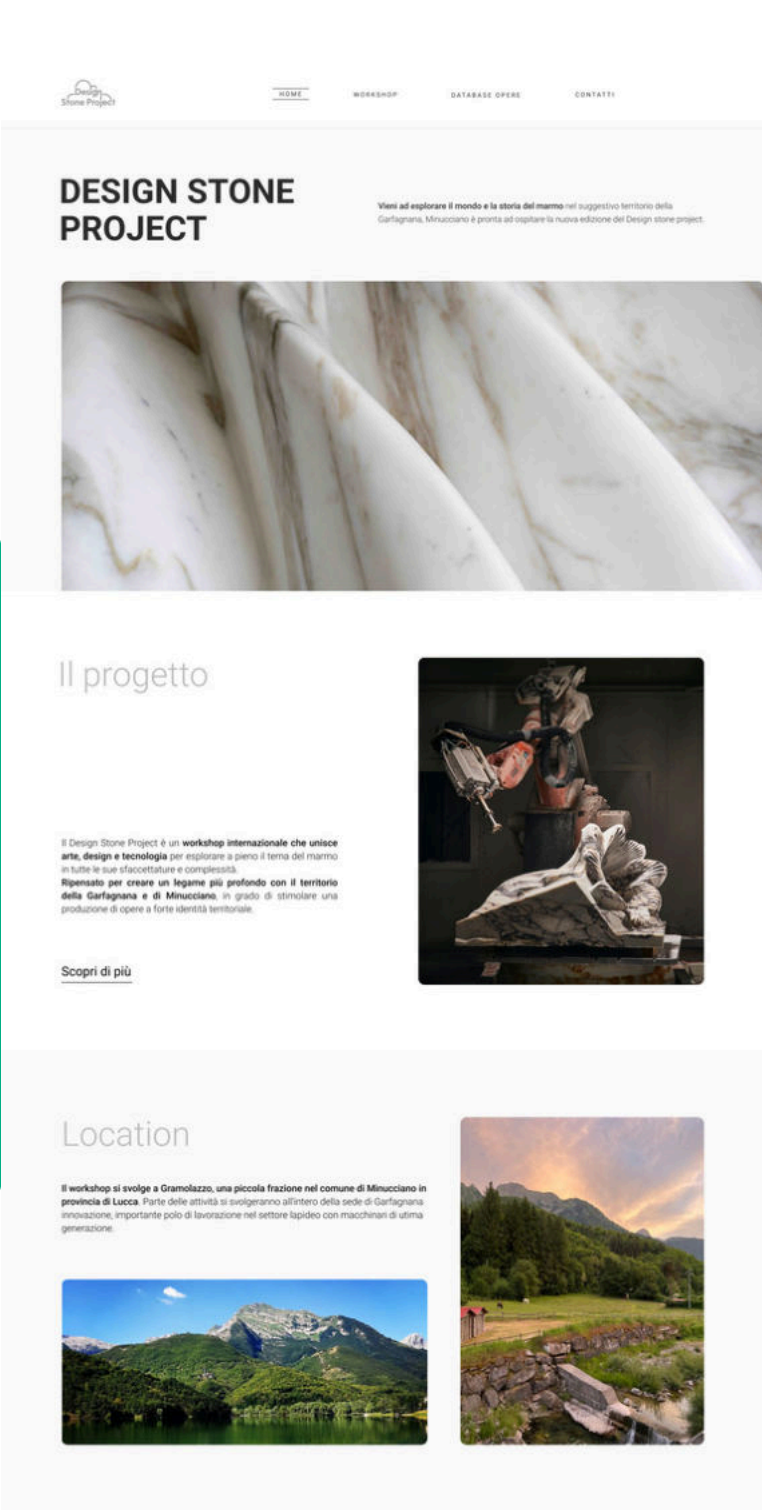 Design
Stone Project
HOME
WORKSHOP
DATABASE OPERE
CONTATTI
DESIGN STONE
PROJECT
Vieni ad esplorare il mondo e la storia del marmo nel suggestivo territorio della
Garfagnana, Minucciano è pronta ad ospitare la nuova edizione del Design stone project.
Il progetto
Il Design Stone Project è un workshop internazionale che unisce
arte, design e tecnologia per esplorare a pieno il tema del marmo
in tutte le sue sfaccettature e complessità.
Ripensato per creare un legame più profondo con il territorio
della Garfagnana e di Minucciano, in grado di stimolare una
produzione di opere a forte identità territoriale.
Scopri di più
Location
Il workshop si svolge a Gramolazzo, una piccola frazione nel comune di Minucciano in
provincia di Lucca. Parte delle attività si svolgeranno all'intero della sede di Garfagnana
innovazione, importante polo di lavorazione nel settore lapideo con macchinari di utima
generazione.